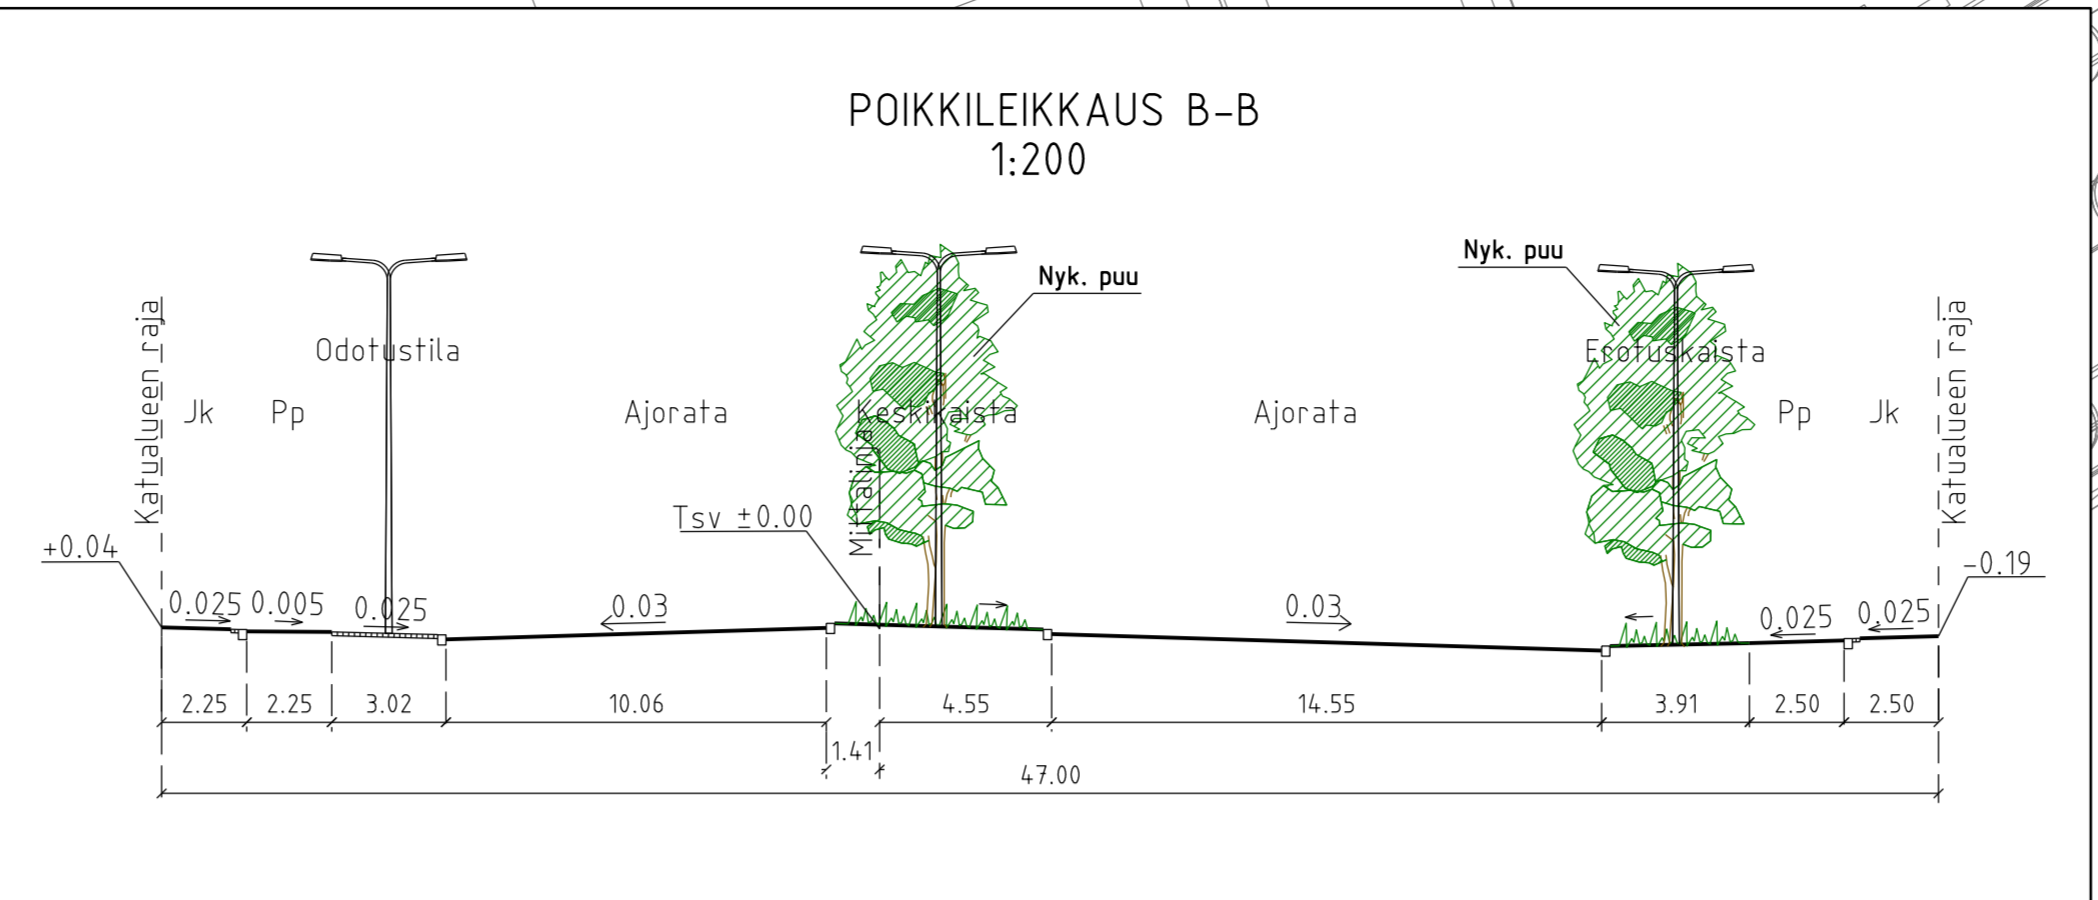 POIKKILEIKKAUS B-B
1:200
Nyk. puu
Nyk. puu
Katualueen raja
Odotustila
Erotuskaista
Katualueen raja
Jk
Pp
Ajorata
Keskikaista
Ajorata
Pp
Jk
Mittalinja
Tsv ±0.00
+0.04
-0.19
0.025
0.005
0.025
0.03
0.03
0.025
0.025
2.25
2.25
3.02
10.06
4.55
14.55
3.91
2.50
2.50
1.41
47.00